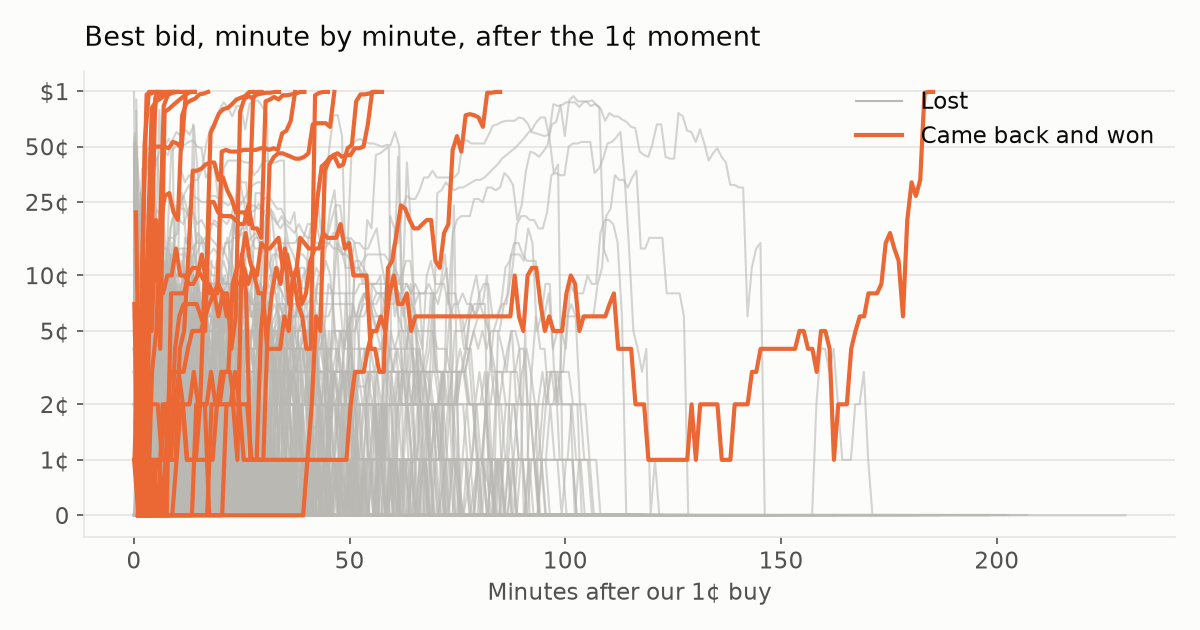 Best bid, minute by minute, after the 1¢ moment
$1
50¢
25¢
10¢
5¢
2¢
1¢
0
Lost
Came back and won
0 50 100 150 200
Minutes after our 1¢ buy